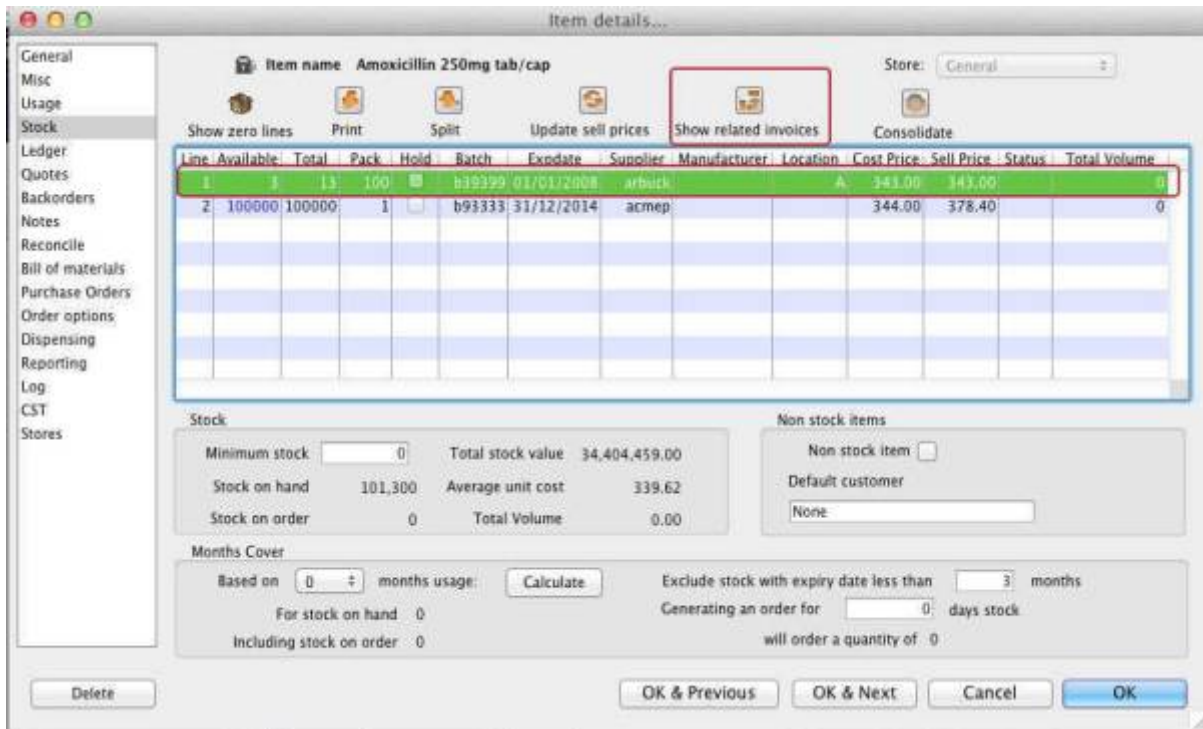 Item details...
General
Misc
Usage
Stock
Ledger
Quotes
Backorders
Notes
Reconcile
Bill of materials
Purchase Orders
Order options
Dispensing
Reporting
Log
CST
Stores
Item name Amoxicillin 250mg tab/cap
Store: General
Show zero lines Print Split Update sell prices Show related invoices Consolidate
Line Available Total Pack Hold Batch Expdate Supplier Manufacturer Location Cost Price Sell Price Status Total Volume
1 3 13 100 b39399 01/01/2008 arbuck A 343.00 343.00 0
2 100000 100000 1 b93333 31/12/2014 acmep 344.00 378.40 0
Stock
Minimum stock 0 Total stock value 34,404,459.00
Stock on hand 101,300 Average unit cost 339.62
Stock on order 0 Total Volume 0.00
Non stock items
Non stock item
Default customer
None
Months Cover
Based on 0 months usage: Calculate Exclude stock with expiry date less than 3 months
For stock on hand 0 Generating an order for 0 days stock
Including stock on order 0 will order a quantity of 0
Delete OK & Previous OK & Next Cancel OK